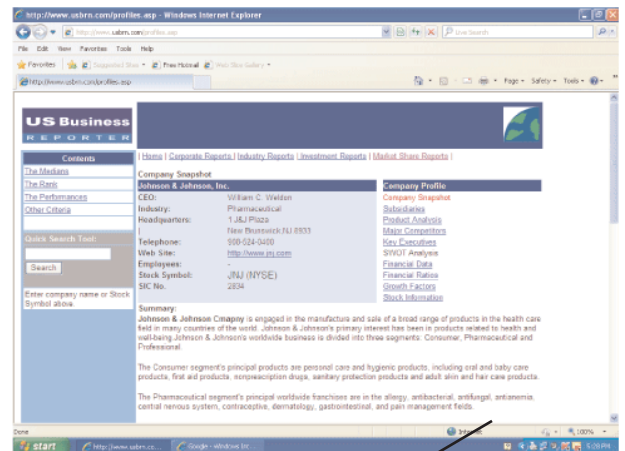 http://www.usbrn.com/profiles.asp - Windows Internet Explorer
http://www.usbrn.com/profiles.asp
Live Search
File Edit View Favorites Tools Help
Favorites Free Hotmail Web Slice Gallery
http://www.usbrn.com/profiles.asp
Page Safety Tools
US Business
REPORTER
Contents
The Medians
The Rank
The Performances
Other Criteria
Quick Search Tool:
Search
Enter company name or Stock
Symbol above.
| Home | Corporate Reports | Industry Reports | Investment Reports | Market Share Reports |
Company Snapshot
Johnson & Johnson, Inc.
CEO: William C. Weldon
Industry: Pharmaceutical
Headquarters: 1 J&J Plaza
| New Brunswick,NJ 0933
Telephone: 900-524-0400
Web Site: http://www.jnj.com
Employees: -
Stock Symbol: JNJ (NYSE)
SIC No. 2834
Company Profile
Company Snapshot
Subsidiaries
Product Analysis
Major Competitors
Key Executives
SWOT Analysis
Financial Data
Financial Ratios
Growth Factors
Stock Information
Summary:
Johnson & Johnson Cmapny is engaged in the manufacture and sale of a broad range of products in the health care
field in many countries of the world. Johnson & Johnson's primary interest has been in products related to health and
well-being.Johnson & Johnson's worldwide business is divided into three segments: Consumer, Pharmaceutical and
Professional.
The Consumer segment's principal products are personal care and hygienic products, including oral and baby care
products, first aid products, nonprescription drugs, sanitary protection products and adult skin and hair care products.
The Pharmaceutical segment's principal worldwide franchises are in the allergy, antibacterial, antifungal, antianemia,
central nervous system, contraceptive, dermatology, gastrointestinal, and pain management fields.
Done
100%
start
http://www.usbrn.co...
Google - Windows Int...
5:28 PM